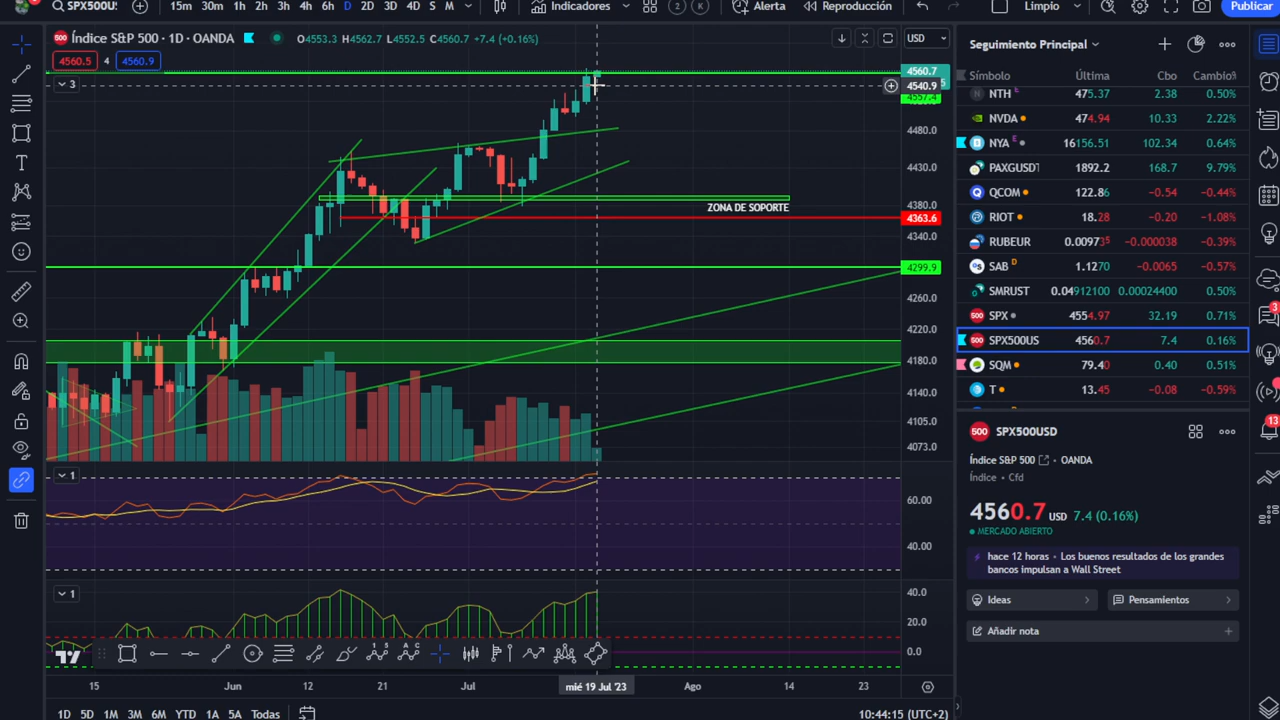 SPX500US 15m 30m 1h 2h 3h 4h 6h D 2D 3D 4D S M Indicadores 2 K Alerta Reproducción Limpio Publicar
Índice S&P 500 · 1D · OANDA O4553.3 H4562.7 L4552.5 C4560.7 +7.4 (+0.16%) USD
4560.5 4 4560.9
3
4560.7
4540.9
4557.4
4480.0
4430.0
4380.0
4363.6
4340.0
4299.9
4260.0
4220.0
4180.0
4140.0
4105.0
4073.0
ZONA DE SOPORTE
1
60.00
40.00
1
40.0
20.0
0.0
15 Jun 12 21 Jul mié 19 Jul '23 Ago 14 23
1D 5D 1M 3M 6M YTD 1A 5A Todas 10:44:15 (UTC+2)
Seguimiento Principal
Símbolo Última Cbo Cambio%
NTH E 475.37 2.38 0.50%
NVDA 474.94 10.33 2.22%
NYA E 16156.51 102.34 0.64%
PAXGUSDT 1892.2 168.7 9.79%
QCOM 122.86 -0.54 -0.44%
RIOT 18.28 -0.20 -1.08%
RUBEUR 0.009735 -0.000038 -0.39%
SAB D 1.1270 -0.0065 -0.57%
SMRUST 0.04912100 0.00024400 0.50%
500 SPX 4554.97 32.19 0.71%
500 SPX500US 4560.7 7.4 0.16%
SQM 79.40 0.40 0.51%
T 13.45 -0.08 -0.59%
500 SPX500USD
Índice S&P 500 • OANDA
Índice • Cfd
4560.7 USD 7.4 (0.16%)
MERCADO ABIERTO
hace 12 horas • Los buenos resultados de los grandes
bancos impulsan a Wall Street
Ideas
Pensamientos
Añadir nota
3
13